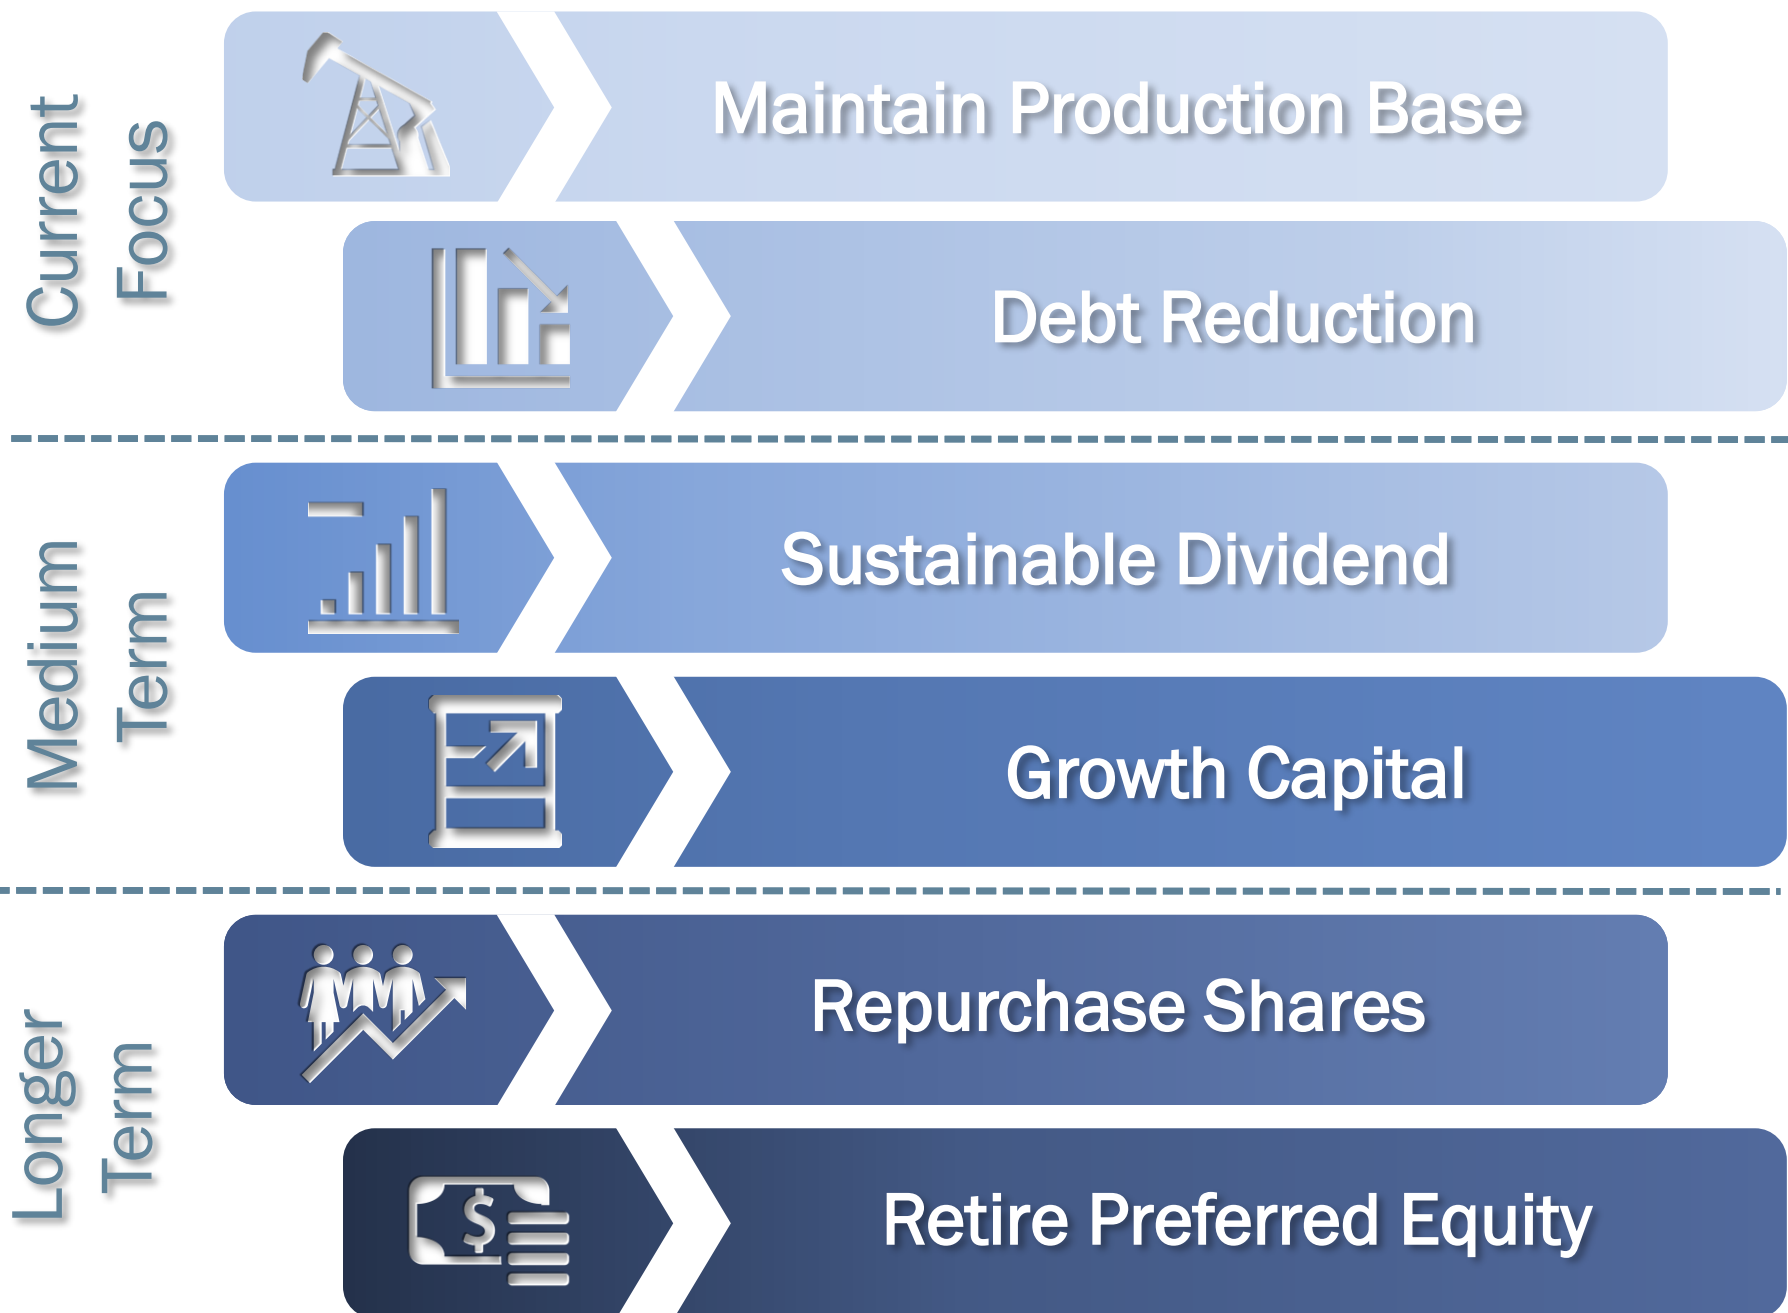 Current
Focus
Maintain Production Base
Debt Reduction
Medium
Term
Sustainable Dividend
Growth Capital
Longer
Term
Repurchase Shares
$
Retire Preferred Equity